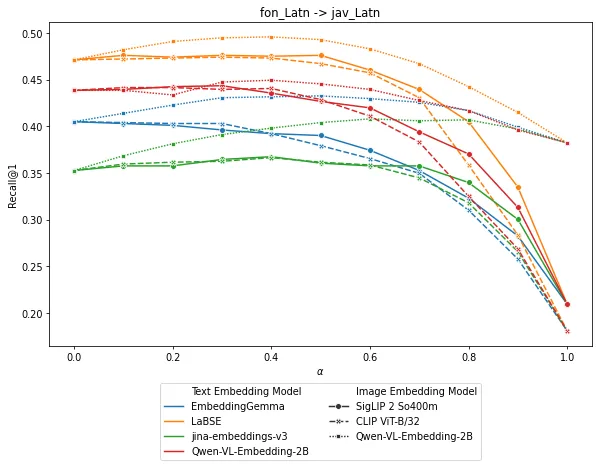 fon_Latn -> jav_Latn
Recall@1
0.50
0.45
0.40
0.35
0.30
0.25
0.20
0.0 0.2 0.4 0.6 0.8 1.0
α
Text Embedding Model
EmbeddingGemma
LaBSE
jina-embeddings-v3
Qwen-VL-Embedding-2B
Image Embedding Model
SigLIP 2 So400m
CLIP ViT-B/32
Qwen-VL-Embedding-2B